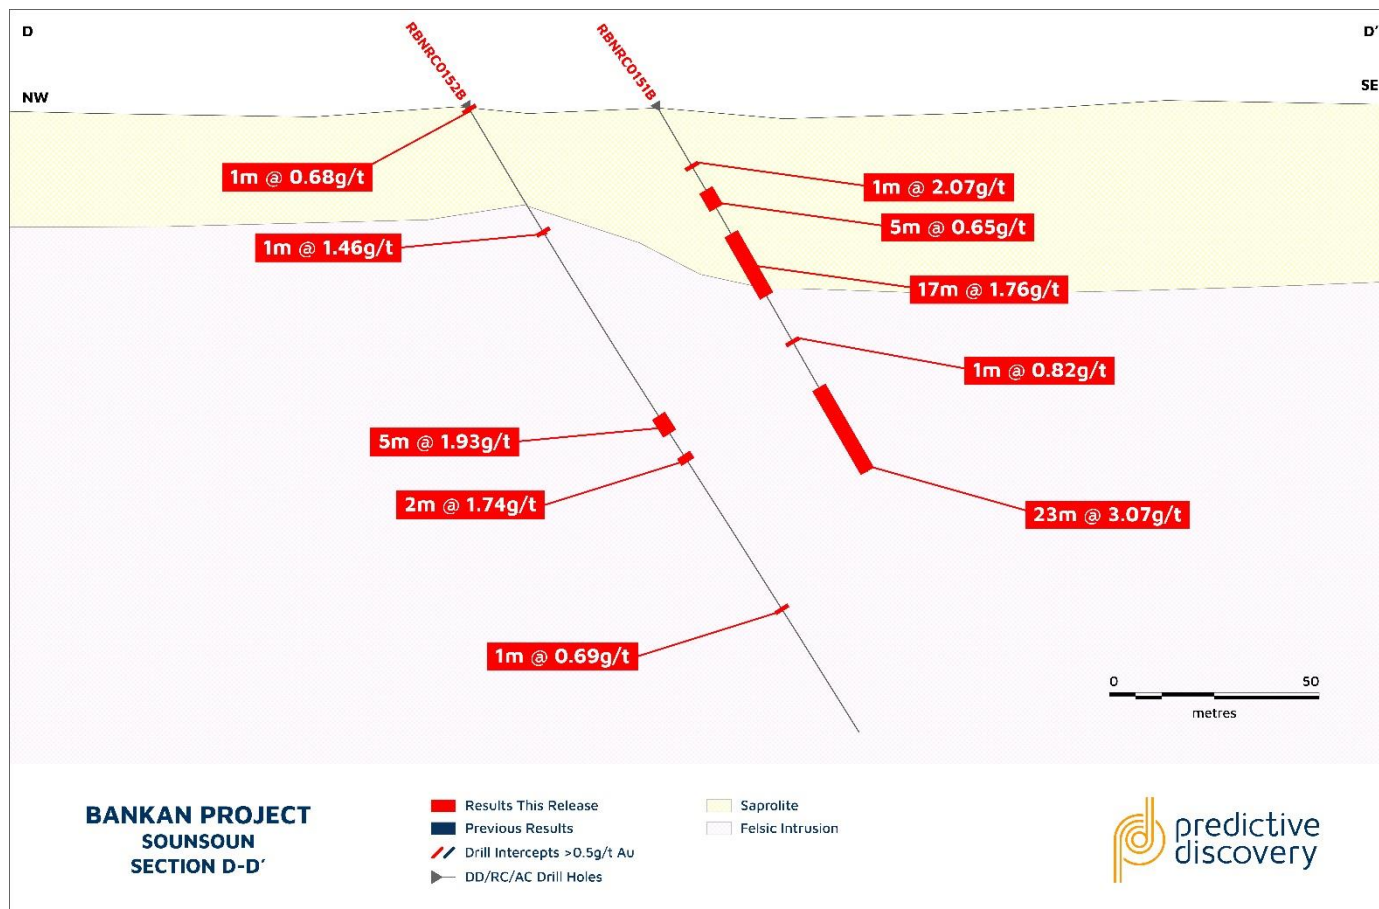 D
D'
NW
SE
RBNRC0152B
RBNRC0151B
1m @ 0.68g/t
1m @ 2.07g/t
5m @ 0.65g/t
1m @ 1.46g/t
17m @ 1.76g/t
1m @ 0.82g/t
5m @ 1.93g/t
2m @ 1.74g/t
23m @ 3.07g/t
1m @ 0.69g/t
0 50
metres
BANKAN PROJECT
SOUNSOUN
SECTION D-D'
Results This Release
Previous Results
Drill Intercepts >0.5g/t Au
DD/RC/AC Drill Holes
Saprolite
Felsic Intrusion
predictive
discovery